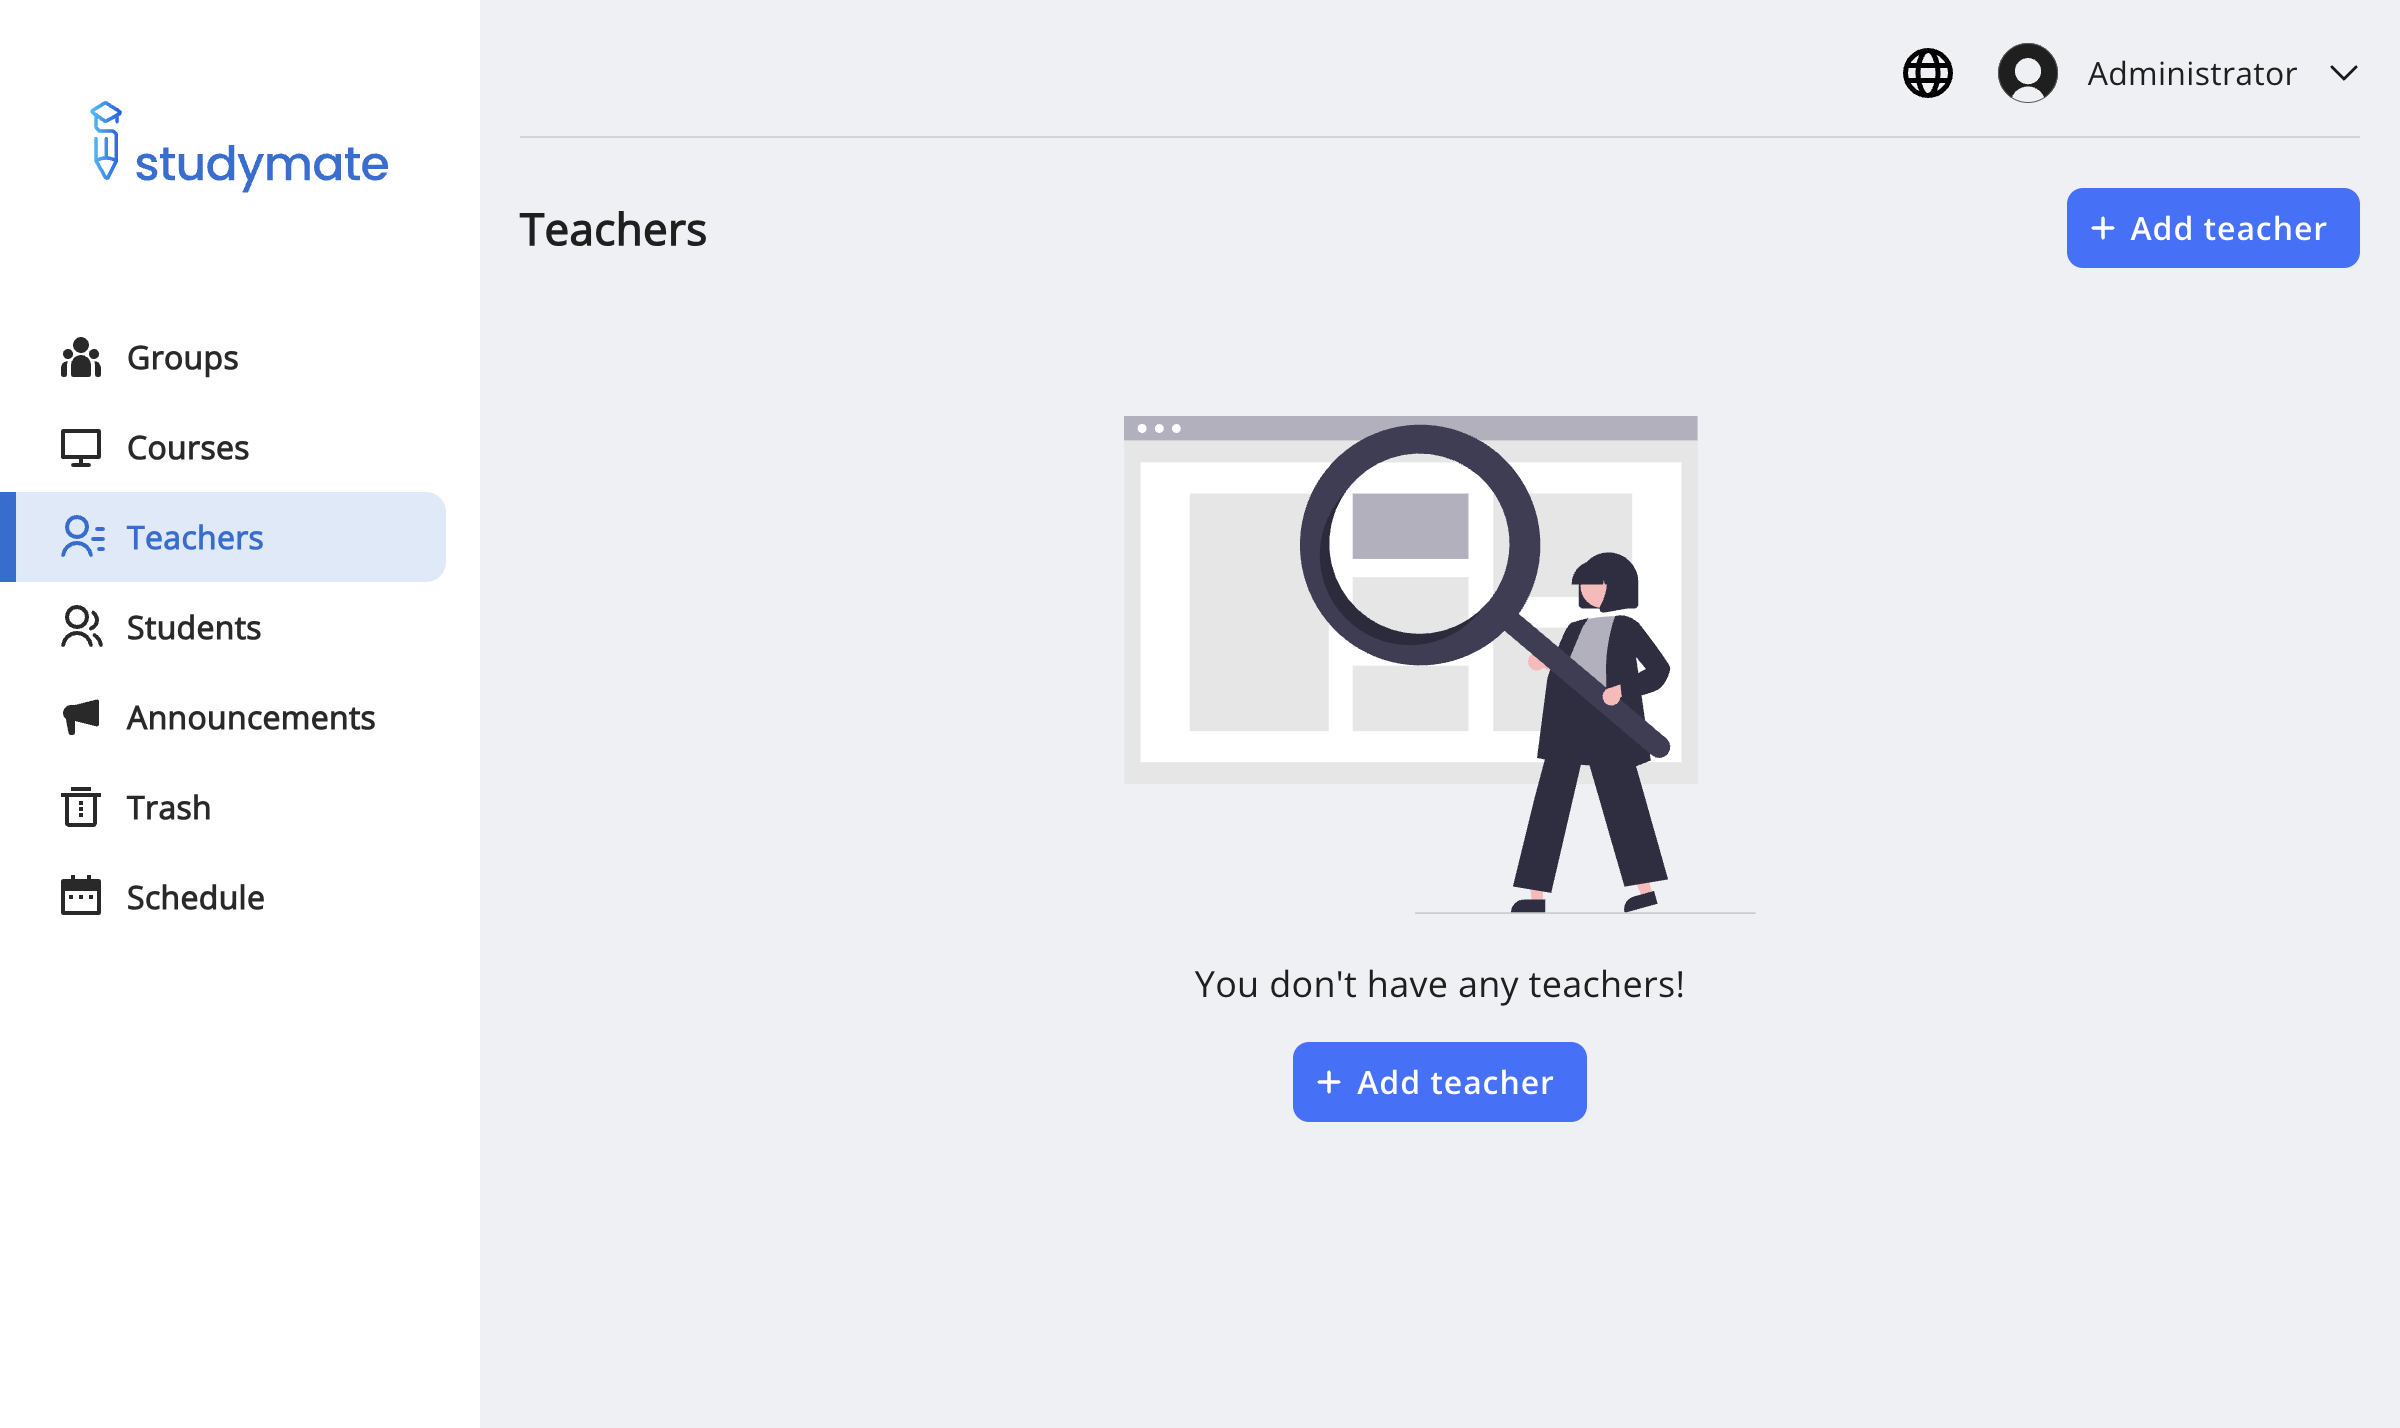 studymate
Groups
Courses
Teachers
Students
Announcements
Trash
Schedule
Administrator
Teachers
+ Add teacher
You don't have any teachers!
+ Add teacher